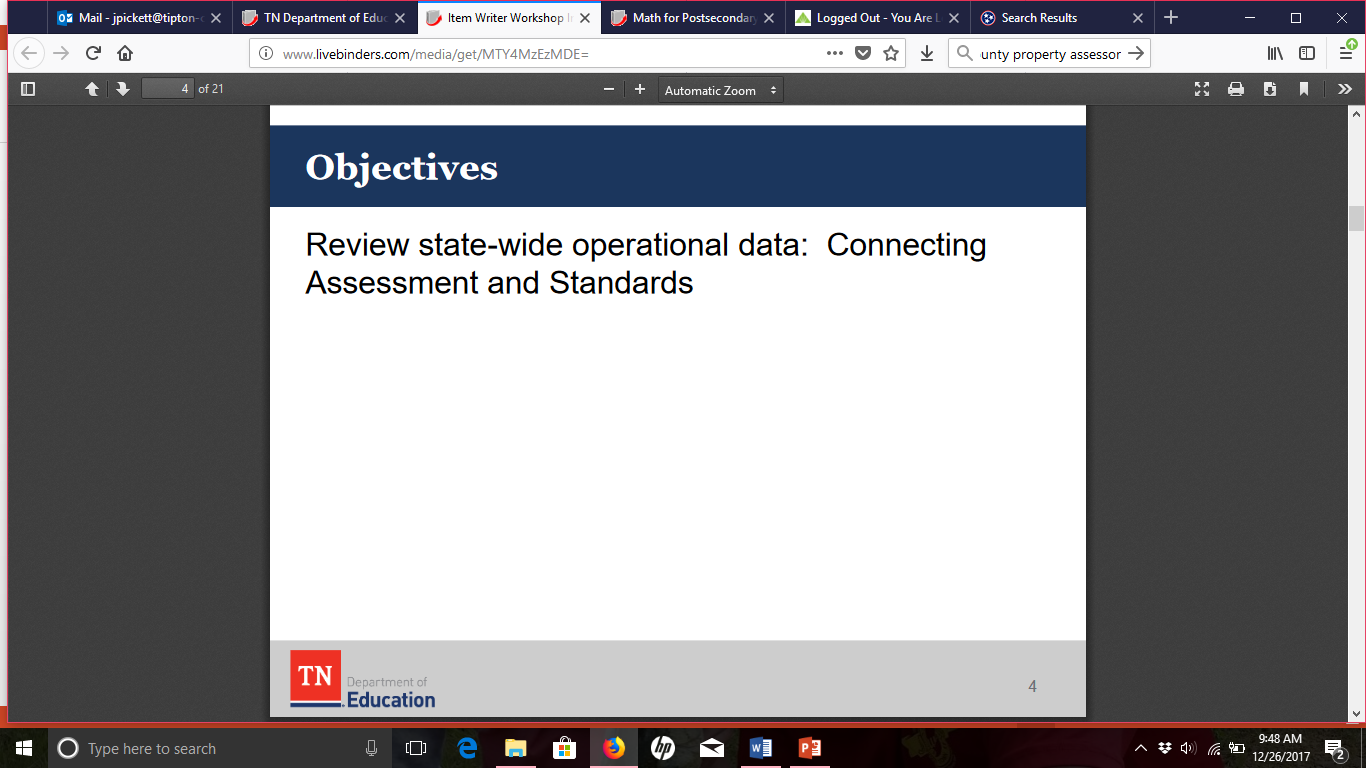 Mail - jpickett@tipton-
TN Department of Educ
Item Writer Workshop I
Math for Postsecondary
Logged Out - You Are L
Search Results
www.livebinders.com/media/get/MTY4MzEzMDE=
unty property assessor
4 of 21
Automatic Zoom
Objectives
Review state-wide operational data: Connecting
Assessment and Standards
TN
Department of
Education
4
Type here to search
hp
9:48 AM
12/26/2017
2